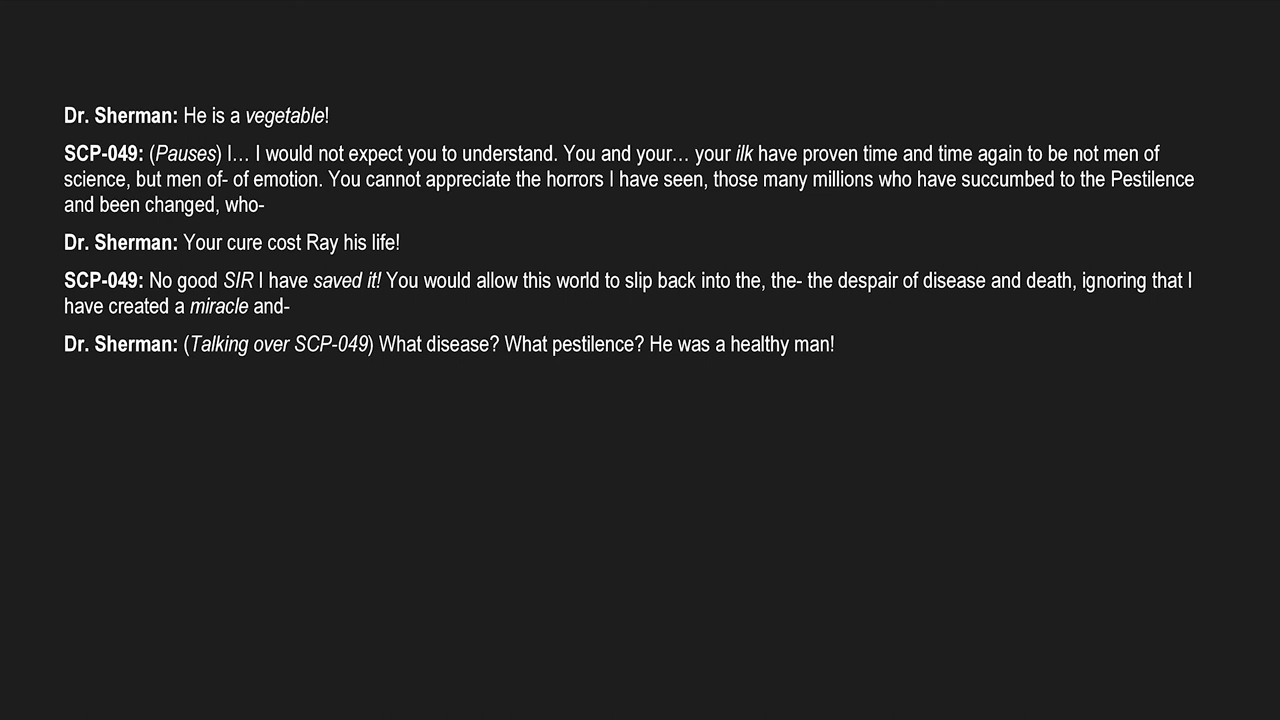 Dr. Sherman: He is a vegetable!
SCP-049: (Pauses) I… I would not expect you to understand. You and your… your ilk have proven time and time again to be not men of
science, but men of- of emotion. You cannot appreciate the horrors I have seen, those many millions who have succumbed to the Pestilence
and been changed, who-
Dr. Sherman: Your cure cost Ray his life!
SCP-049: No good SIR I have saved it! You would allow this world to slip back into the, the- the despair of disease and death, ignoring that I
have created a miracle and-
Dr. Sherman: (Talking over SCP-049) What disease? What pestilence? He was a healthy man!